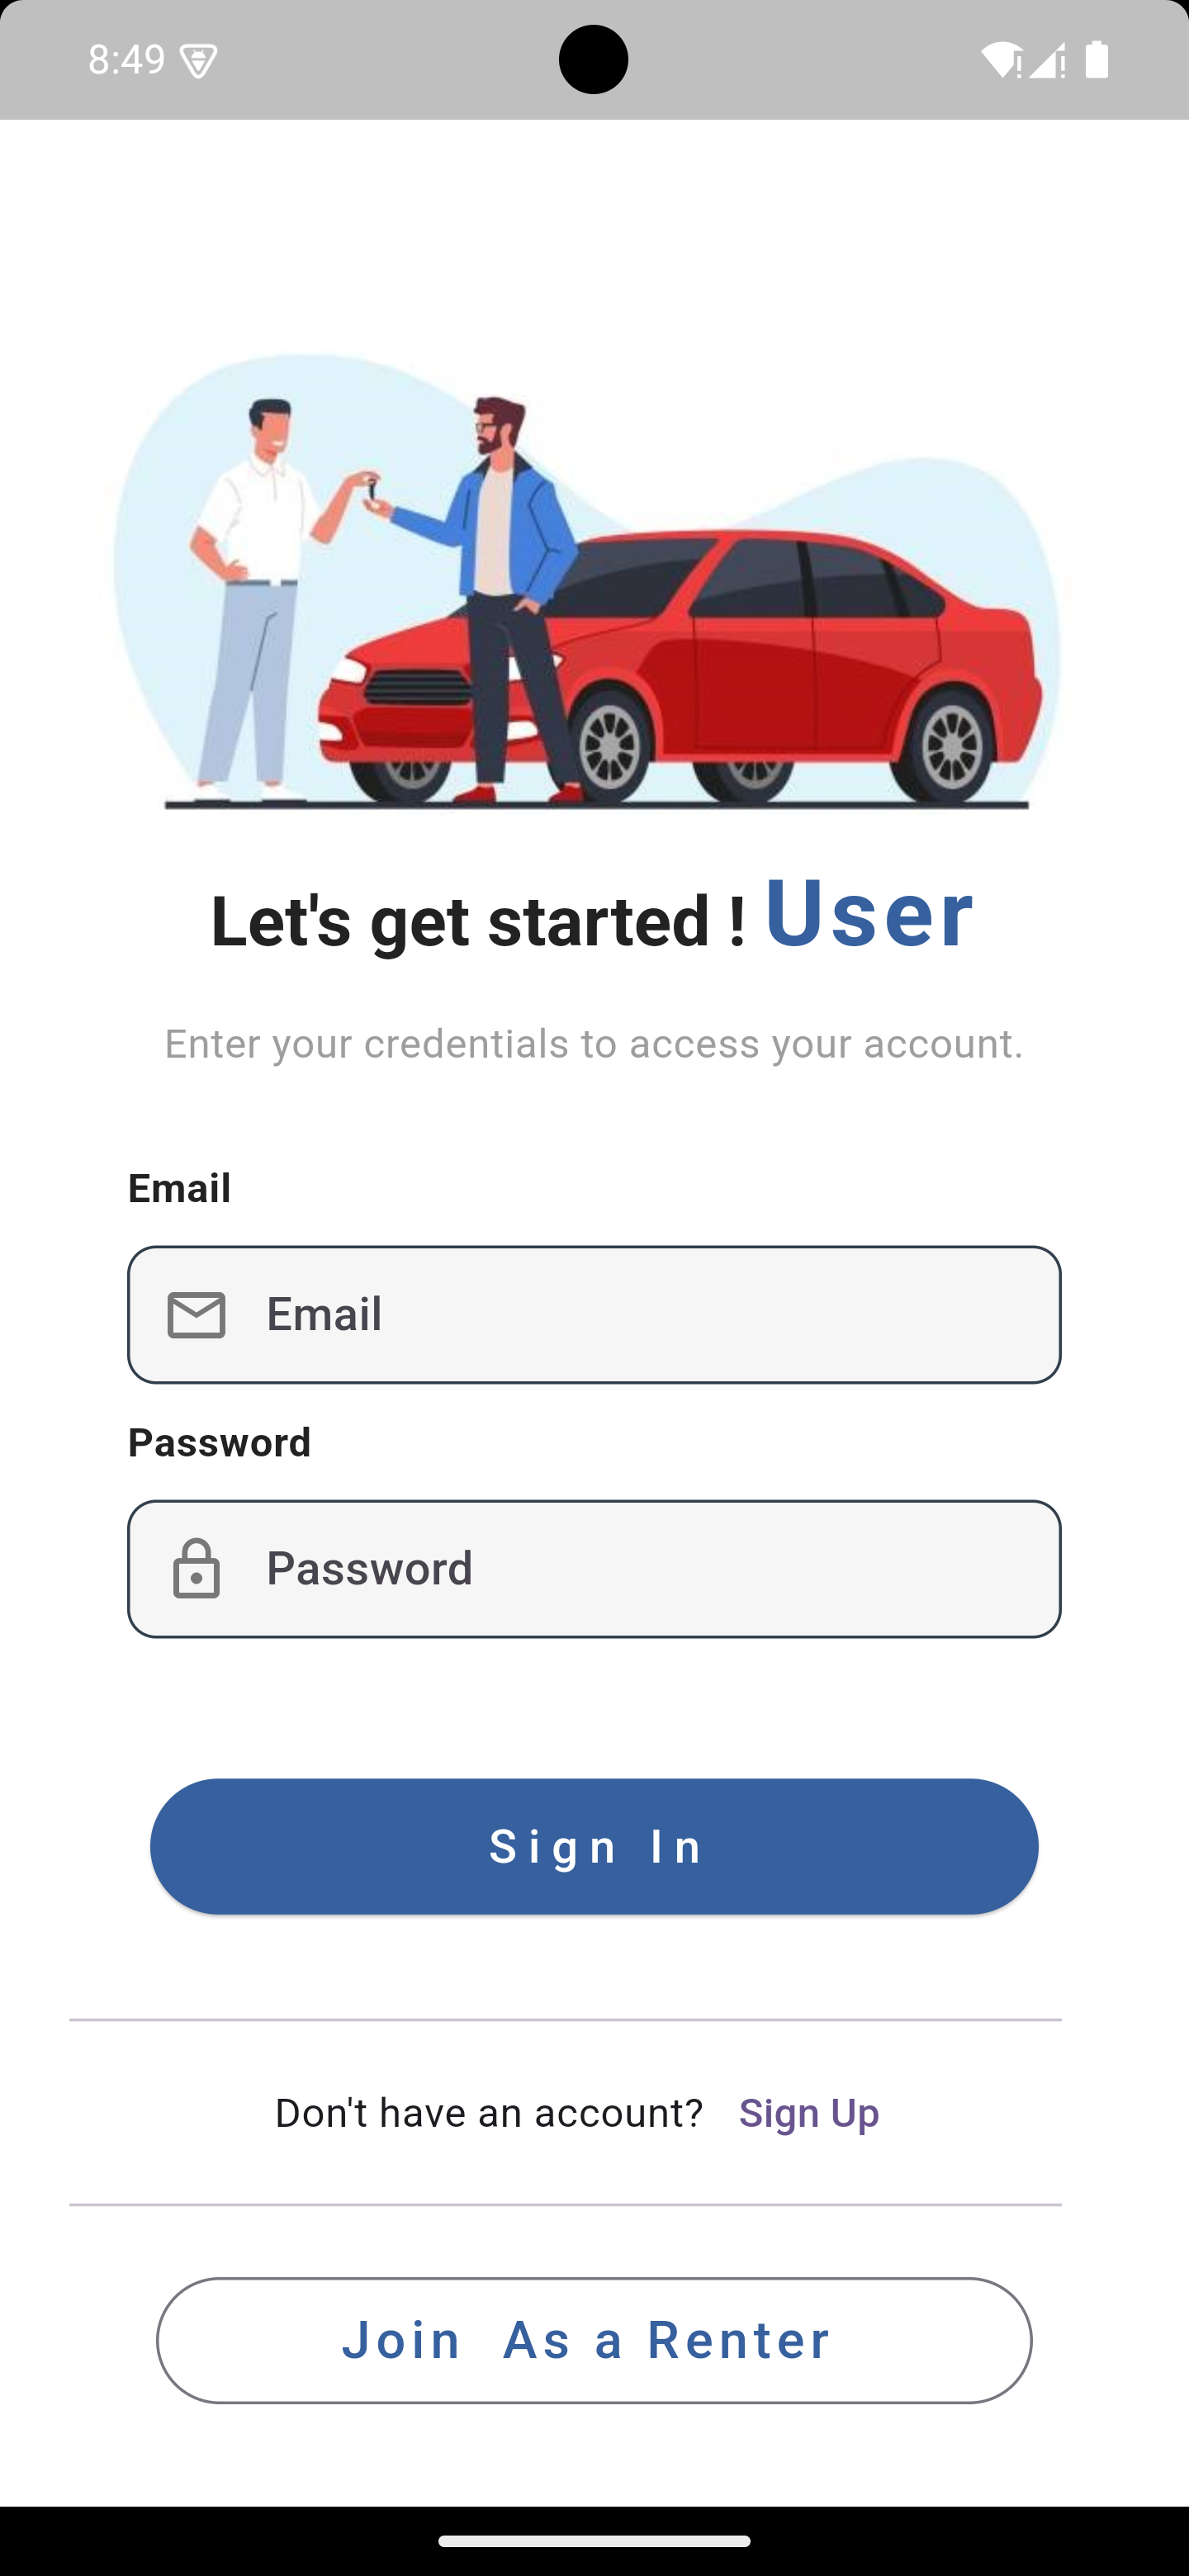 8:49
Let's get started ! User
Enter your credentials to access your account.
Email
Email
Password
Password
Sign In
Don't have an account? Sign Up
Join As a Renter